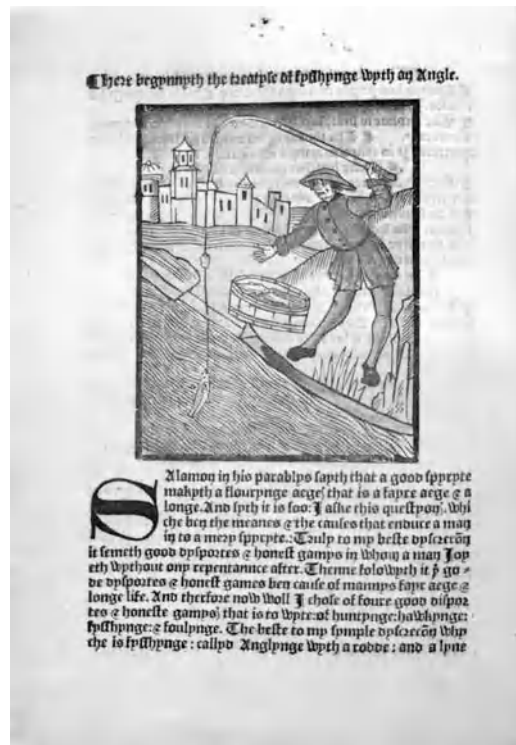 ¶Here begynnyth the treatyse of fysshynge wyth an Angle.
SAlamon in his parablys sayth that a good spyryte
makyth a flourynge aege/ that is a fayre aege & a
longe. And syth it is soo: I aske this questyon/. whi
che ben the meanes & the causes that enduce a man
in to a mery spyryte.: Truly to my beste dyscrecōn
it semeth good dysportes & honest gamys in whom a man Ioy
eth wythout ony repentannce after. Thenne folowyth it þͭ go-
de dysportes & honest games ben cause of mannys fayr aege &
longe life. And therfore now woll I chose of foure good dispor
tes & honeste gamys/ that is to wyte: of huntynge: hawkynge:
fysshynge: & foulynge. The beste to my symple dyscrecōn whỹ
che is fysshynge: callyd Anglynge wyth a rodde: and a lyne